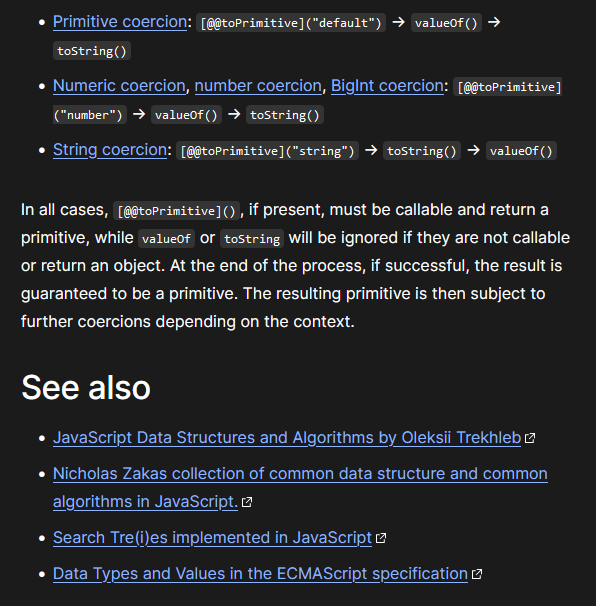 Primitive coercion: [@@toPrimitive]("default") → valueOf() →
toString()
Numeric coercion, number coercion, BigInt coercion: [@@toPrimitive]
("number") → valueOf() → toString()
String coercion: [@@toPrimitive]("string") → toString() → valueOf()
In all cases, [@@toPrimitive](), if present, must be callable and return a
primitive, while valueOf or toString will be ignored if they are not callable
or return an object. At the end of the process, if successful, the result is
guaranteed to be a primitive. The resulting primitive is then subject to
further coercions depending on the context.
See also
JavaScript Data Structures and Algorithms by Oleksii Trekhleb
Nicholas Zakas collection of common data structure and common
algorithms in JavaScript.
Search Tre(i)es implemented in JavaScript
Data Types and Values in the ECMAScript specification